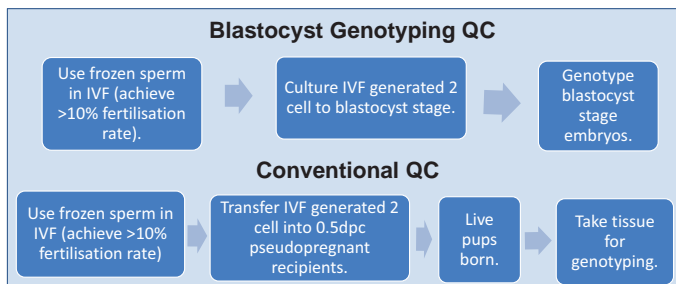 Blastocyst Genotyping QC
Use frozen sperm
in IVF (achieve
>10% fertilisation
rate).
Culture IVF generated 2
cell to blastocyst stage.
Genotype
blastocyst
stage
embryos.
Conventional QC
Use frozen sperm in
IVF (achieve >10%
fertilisation rate)
Transfer IVF generated 2
cell into 0.5dpc
pseudopregnant
recipients.
Live
pups
born.
Take tissue
for
genotyping.